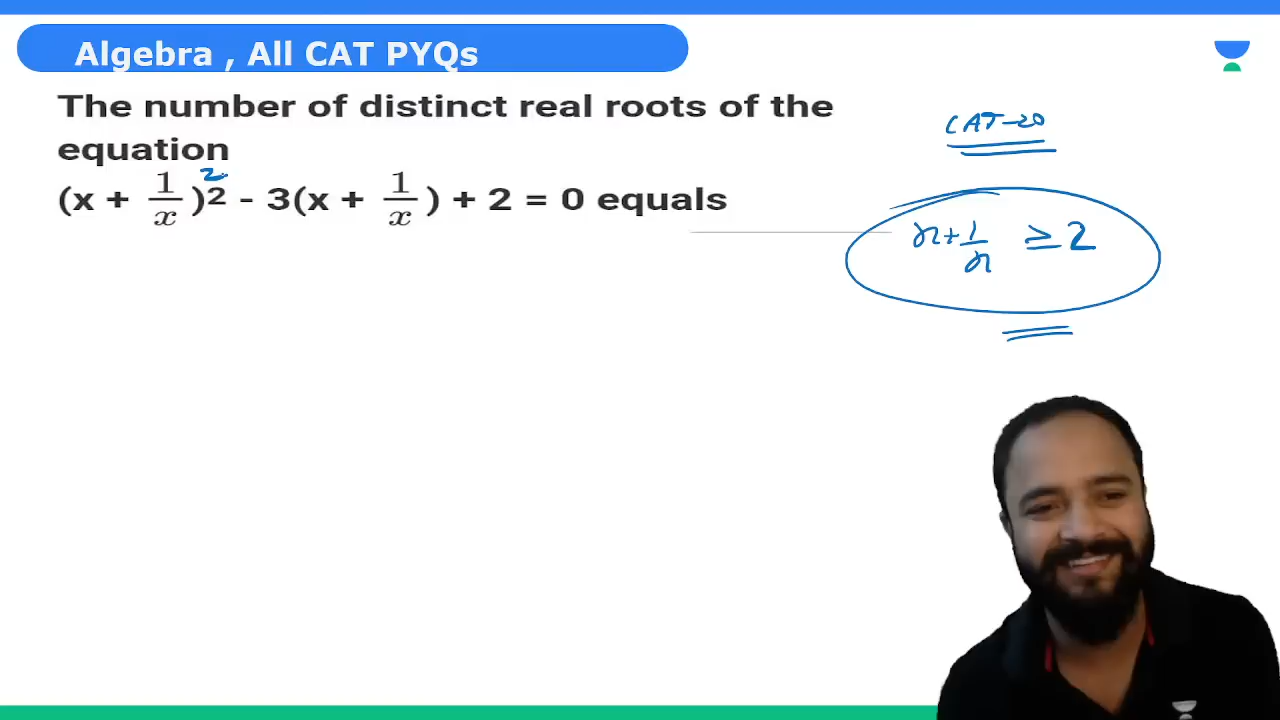 Algebra , All CAT PYQs
The number of distinct real roots of the
equation
(x + 1/x)2 2 - 3(x + 1/x) + 2 = 0 equals
CAT-20
x + 1/x ≥ 2